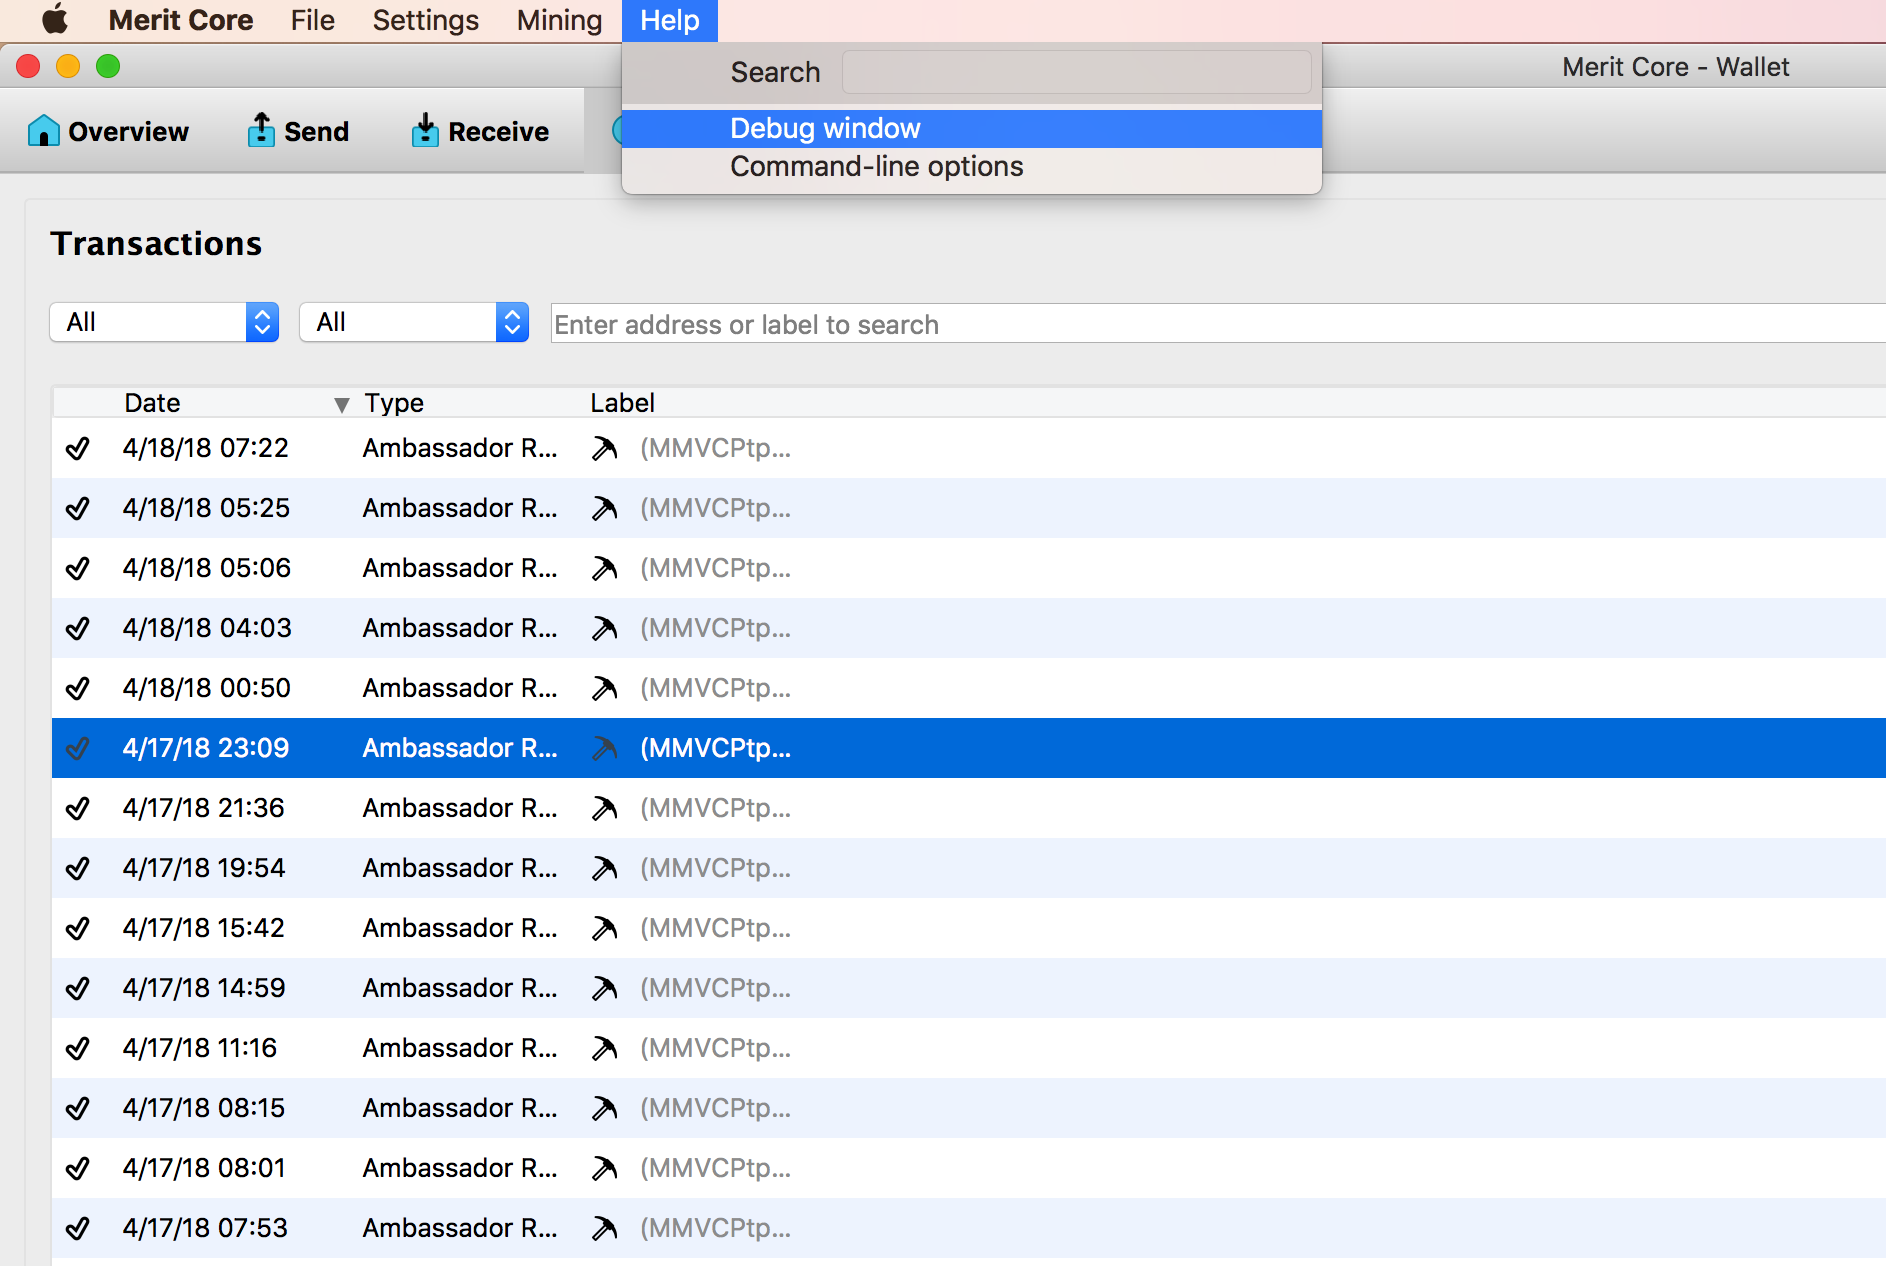 Merit Core File Settings Mining Help
Search
Merit Core - Wallet
Overview Send Receive
Debug window
Command-line options
Transactions
All All Enter address or label to search
Date Type Label
4/18/18 07:22 Ambassador R... (MMVCPtp...
4/18/18 05:25 Ambassador R... (MMVCPtp...
4/18/18 05:06 Ambassador R... (MMVCPtp...
4/18/18 04:03 Ambassador R... (MMVCPtp...
4/18/18 00:50 Ambassador R... (MMVCPtp...
4/17/18 23:09 Ambassador R... (MMVCPtp...
4/17/18 21:36 Ambassador R... (MMVCPtp...
4/17/18 19:54 Ambassador R... (MMVCPtp...
4/17/18 15:42 Ambassador R... (MMVCPtp...
4/17/18 14:59 Ambassador R... (MMVCPtp...
4/17/18 11:16 Ambassador R... (MMVCPtp...
4/17/18 08:15 Ambassador R... (MMVCPtp...
4/17/18 08:01 Ambassador R... (MMVCPtp...
4/17/18 07:53 Ambassador R... (MMVCPtp...